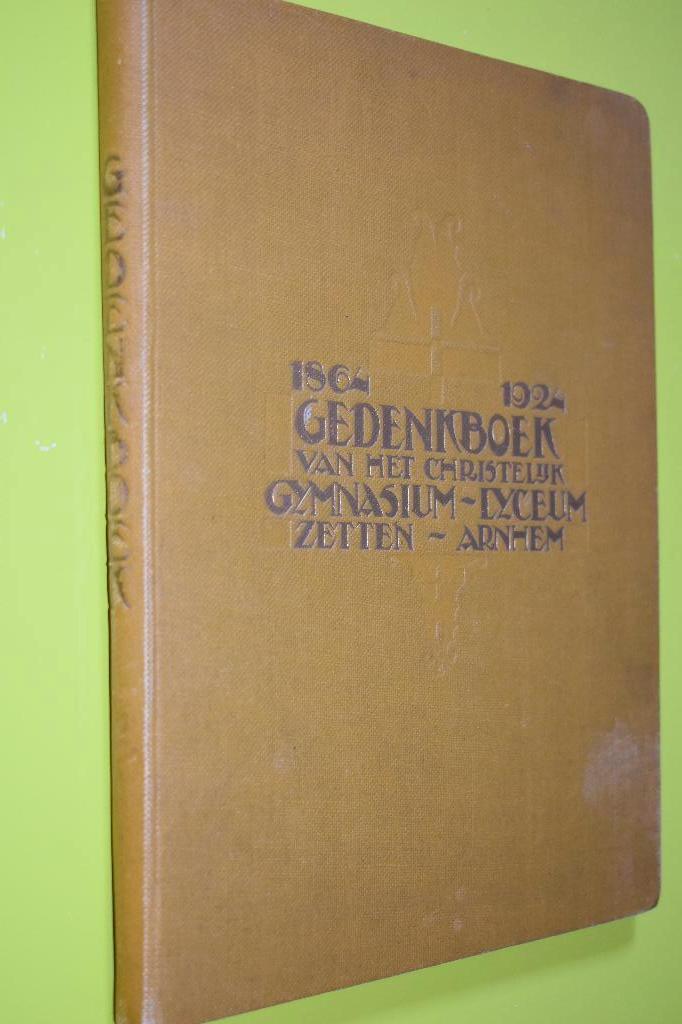 1864 1924
GEDENKBOEK
VAN HET CHRISTELIJK
GYMNASIUM ~ LYCEUM
ZETTEN ~ ARNHEM
GEDENKBOEK